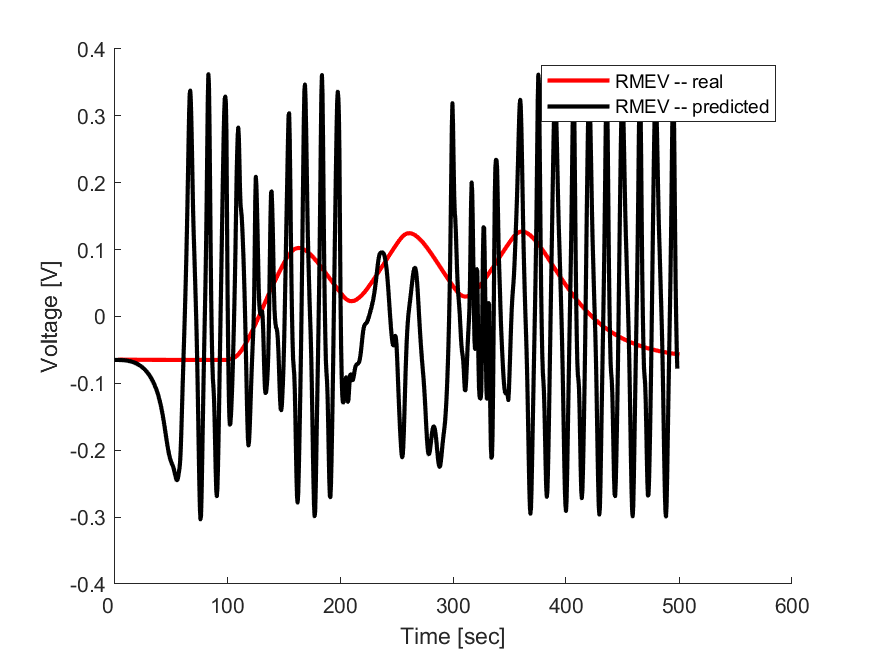 0.4
0.3
0.2
0.1
0
-0.1
-0.2
-0.3
-0.4
Voltage [V]
RMEV -- real
RMEV -- predicted
0 100 200 300 400 500 600
Time [sec]